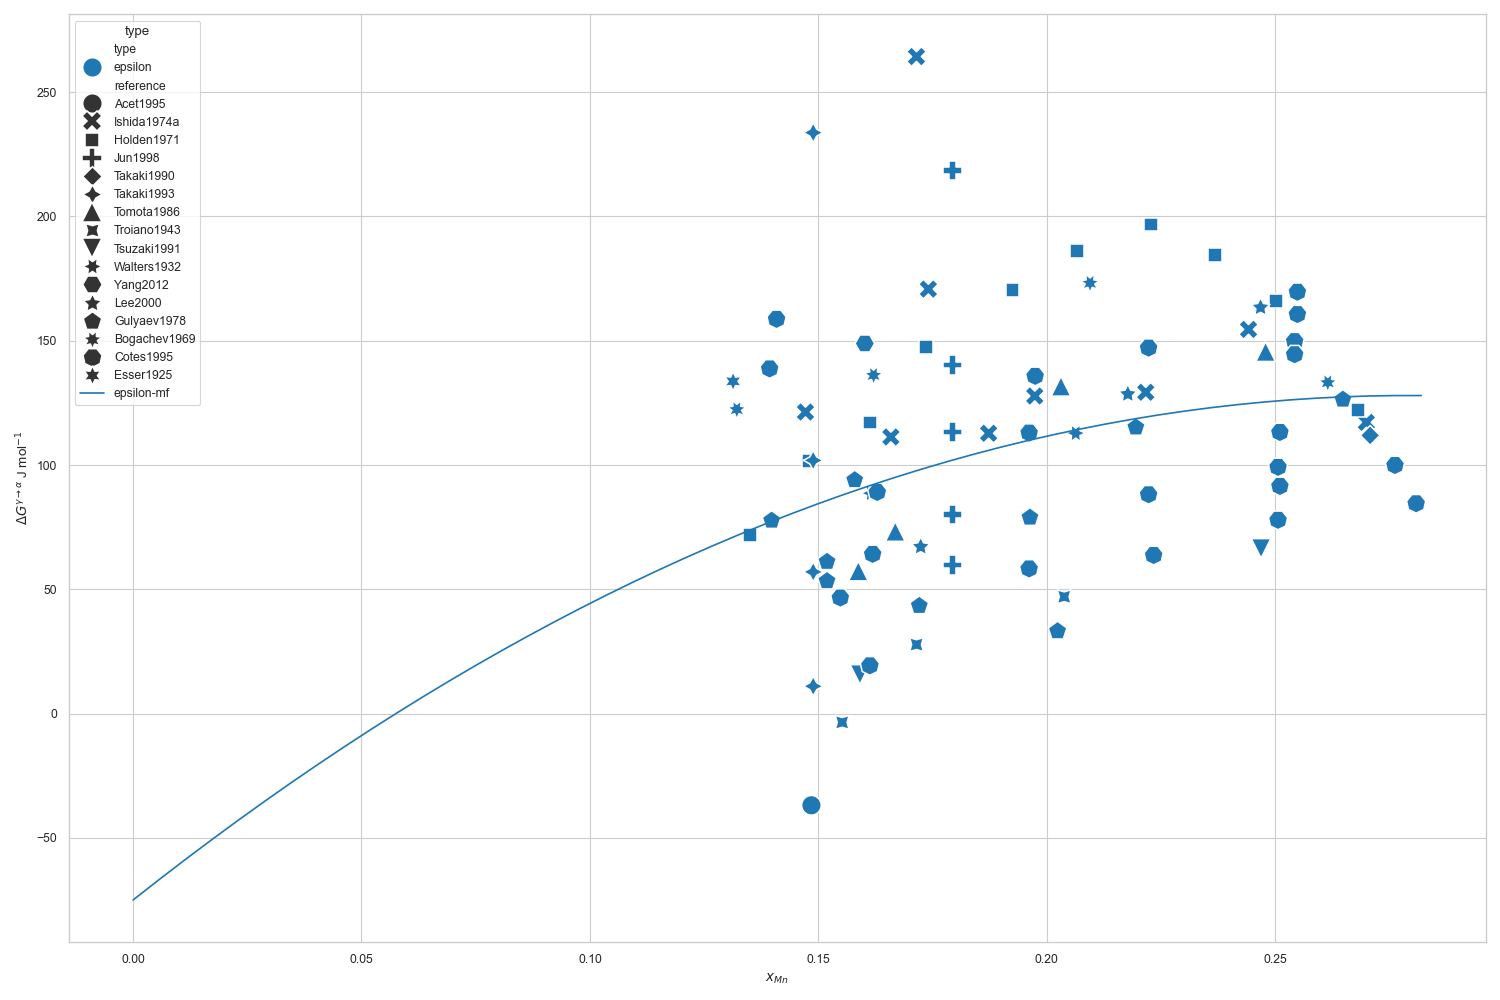 type
type
epsilon
reference
Acet1995
Ishida1974a
Holden1971
Jun1998
Takaki1990
Takaki1993
Tomota1986
Troiano1943
Tsuzaki1991
Walters1932
Yang2012
Lee2000
Gulyaev1978
Bogachev1969
Cotes1995
Esser1925
epsilon-mf
250
200
150
100
50
0
−50
ΔG^{γ→α} J mol⁻¹
0.00 0.05 0.10 0.15 0.20 0.25
x_{Mn}